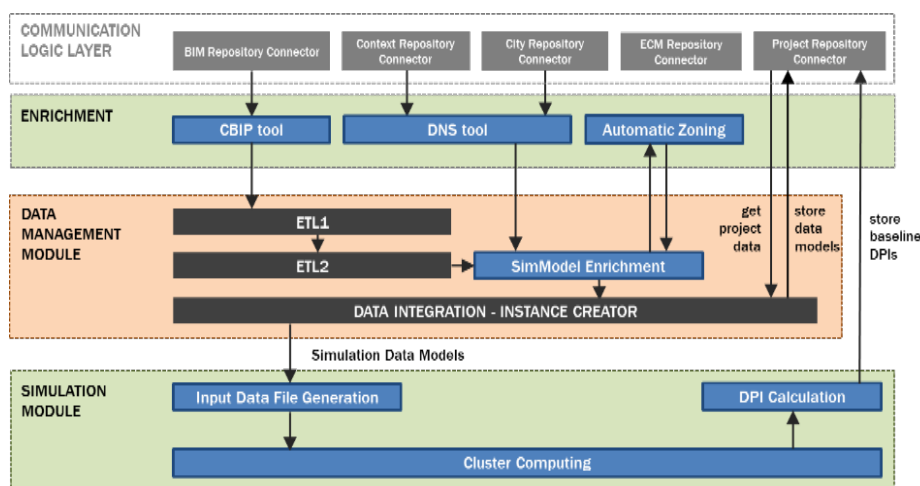 COMMUNICATION
LOGIC LAYER
BIM Repository Connector
Context Repository
Connector
City Repository
Connector
ECM Repository
Connector
Project Repository
Connector
ENRICHMENT
CBIP tool
DNS tool
Automatic Zoning
DATA
MANAGEMENT
MODULE
ETL1
ETL2
SimModel Enrichment
get
project
data
store
data
models
store
baseline
DPIs
DATA INTEGRATION - INSTANCE CREATOR
Simulation Data Models
SIMULATION
MODULE
Input Data File Generation
DPI Calculation
Cluster Computing